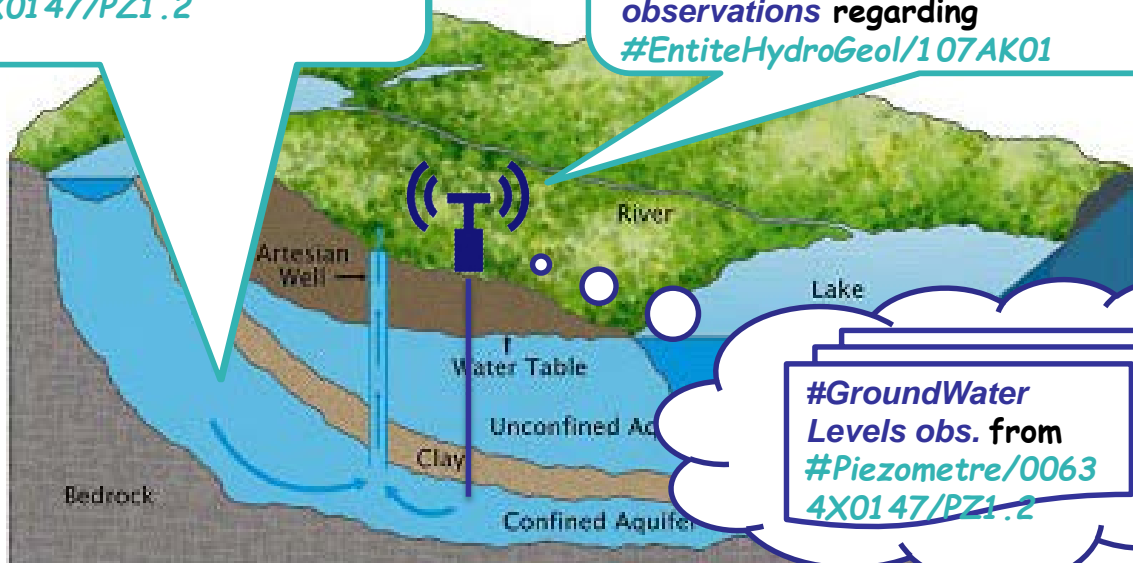 X0147/PZ1.2
observations regarding
#EntiteHydroGeol/107AK01
River
Artesian
Well
Lake
Water Table
#GroundWater
Levels obs. from
#Piezometre/0063
4X0147/PZ1.2
Unconfined Aq
Clay
Bedrock
Confined Aquifer